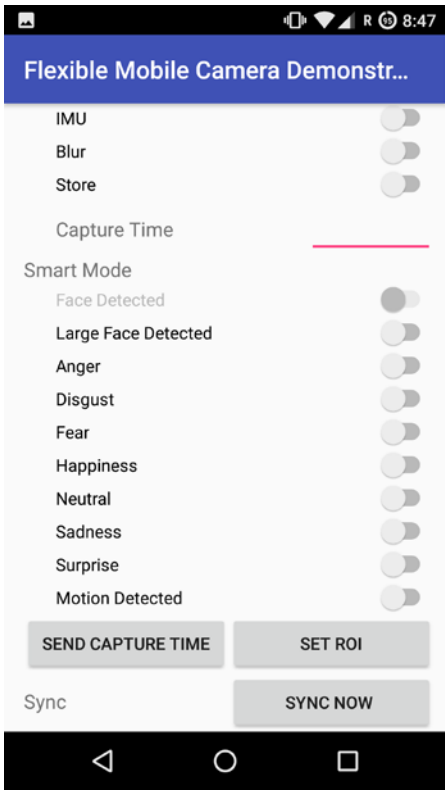 R 95 8:47
Flexible Mobile Camera Demonstr...
IMU
Blur
Store
Capture Time
Smart Mode
Face Detected
Large Face Detected
Anger
Disgust
Fear
Happiness
Neutral
Sadness
Surprise
Motion Detected
SEND CAPTURE TIME SET ROI
Sync SYNC NOW